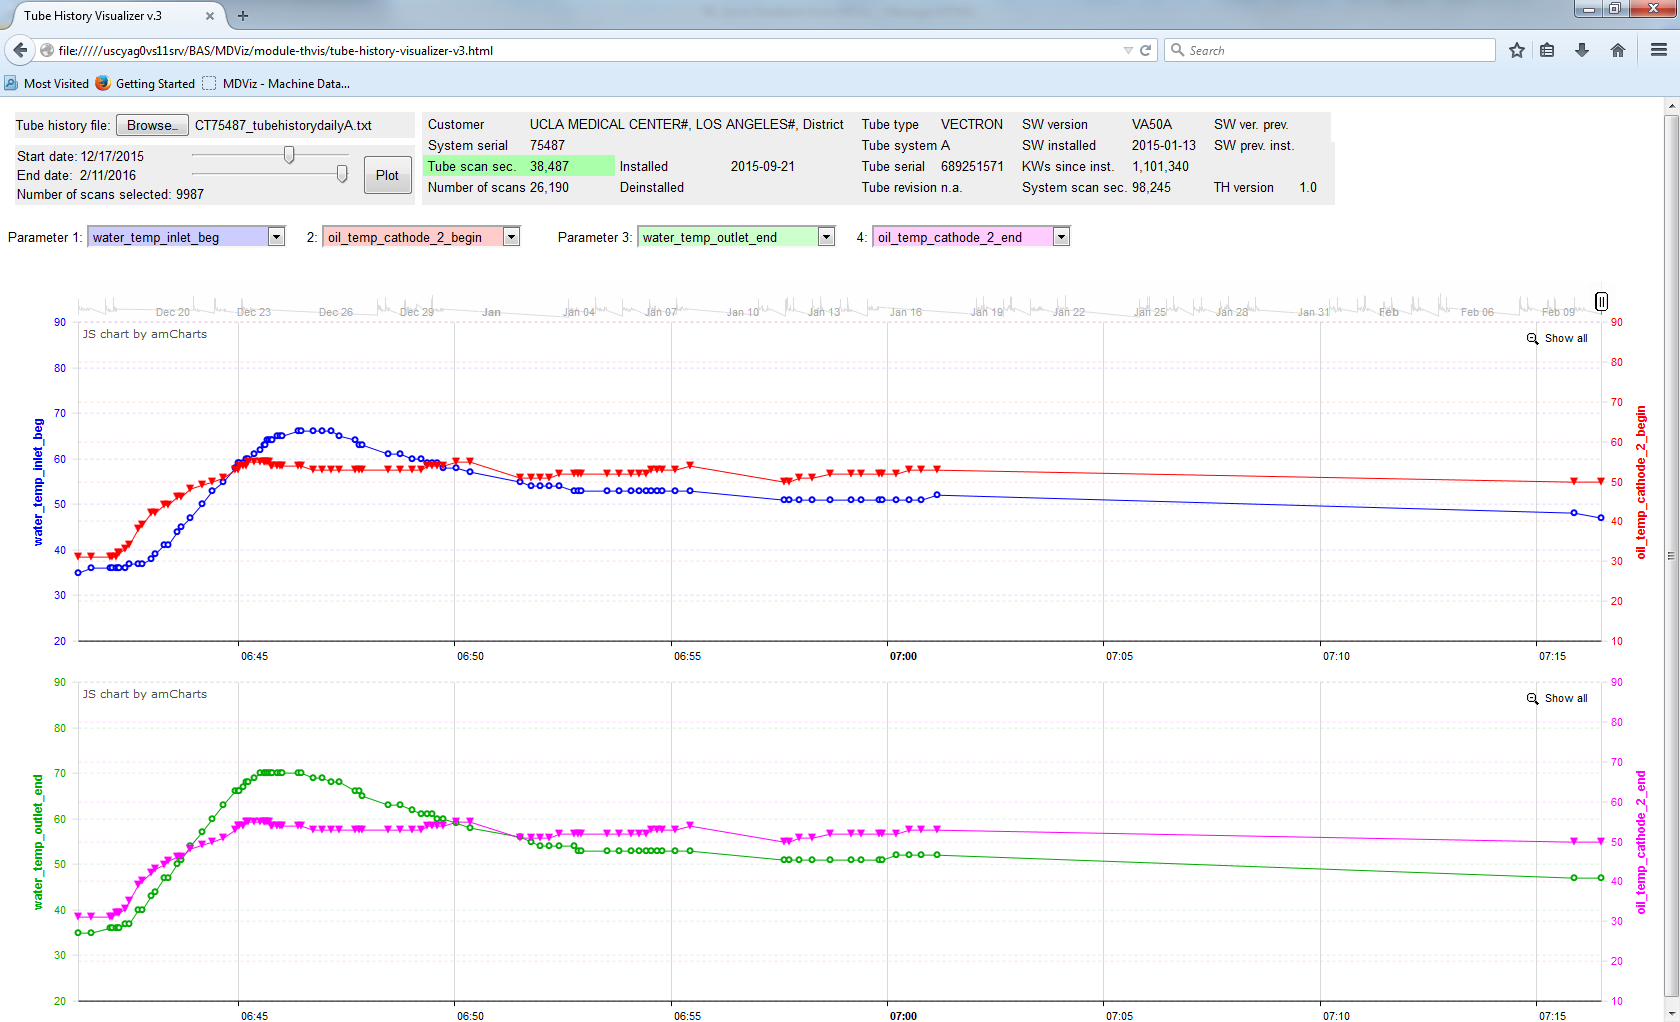 Tube History Visualizer v.3
file://///uscyag0vs11srv/BAS/MDViz/module-thvis/tube-history-visualizer-v3.html
Search
Most Visited Getting Started MDViz - Machine Data...
Tube history file: Browse... CT75487_tubehistorydailyA.txt
Start date: 12/17/2015
End date: 2/11/2016
Number of scans selected: 9987
Plot
Customer UCLA MEDICAL CENTER#, LOS ANGELES#, District Tube type VECTRON SW version VA50A SW ver. prev.
System serial 75487 Tube system A SW installed 2015-01-13 SW prev. inst.
Tube scan sec. 38,487 Installed 2015-09-21 Tube serial 689251571 KWs since inst. 1,101,340
Number of scans 26,190 Deinstalled Tube revision n.a. System scan sec. 98,245 TH version 1.0
Parameter 1: water_temp_inlet_beg 2: oil_temp_cathode_2_begin Parameter 3: water_temp_outlet_end 4: oil_temp_cathode_2_end
Dec 20 Dec 23 Dec 26 Dec 29 Jan Jan 04 Jan 07 Jan 10 Jan 13 Jan 16 Jan 19 Jan 22 Jan 25 Jan 28 Jan 31 Feb Feb 06 Feb 09
JS chart by amCharts
Show all
water_temp_inlet_beg
90
80
70
60
50
40
30
20
90
80
70
60
50
40
30
20
10
oil_temp_cathode_2_begin
06:45 06:50 06:55 07:00 07:05 07:10 07:15
JS chart by amCharts
Show all
water_temp_outlet_end
90
80
70
60
50
40
30
20
90
80
70
60
50
40
30
20
10
oil_temp_cathode_2_end
06:45 06:50 06:55 07:00 07:05 07:10 07:15